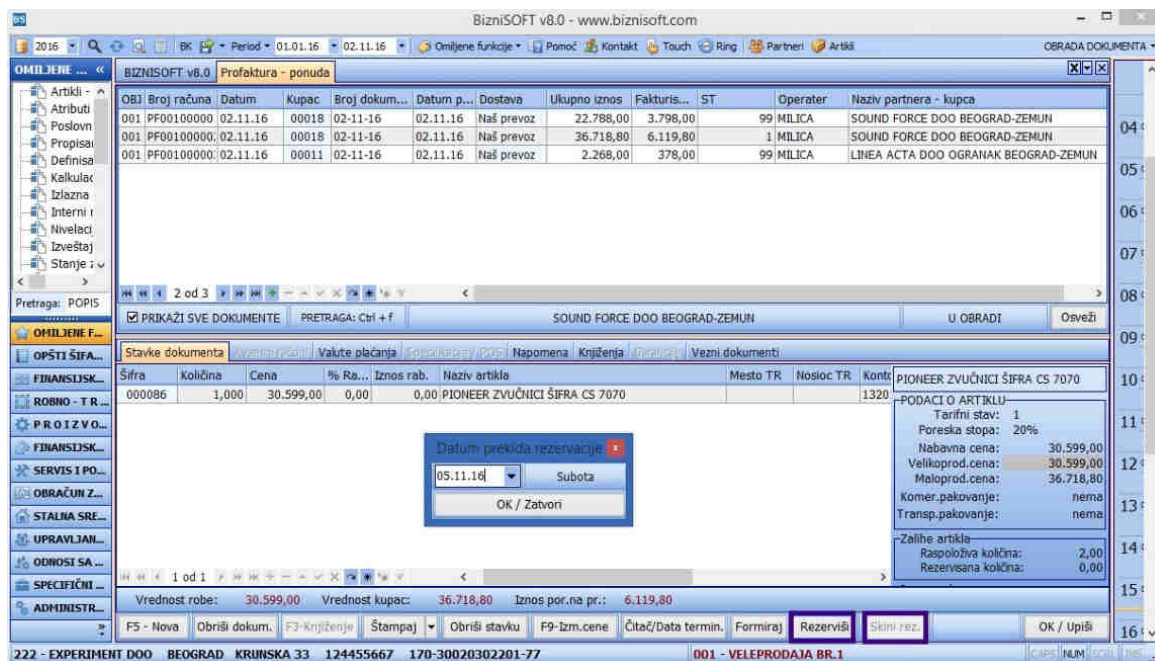 BizniSOFT v8.0 - www.biznisoft.com
2016 BK Period 01.01.16 02.11.16 Omiljene funkcije Pomoć Kontakt Touch Ring Partneri Artikli OBRADA DOKUMENTA
OMILJENE ... «
BIZNISOFT v8.0 Profaktura - ponuda
Artikli -
Atributi
Poslovn
Propisa
Definisa
Kalkulac
Izlazna
Interni r
Nivelaci
Izveštaj
Stanje z
Pretraga: POPIS
OMILJENE F...
OPŠTI ŠIFA...
FINANSIJSK...
ROBNO - T R ...
P R O I Z V O...
FINANSIJSK...
SERVIS I PO...
OBRAČUN Z...
STALNA SRE...
UPRAVLJAN...
ODNOSI SA ...
SPECIFIČNI ...
ADMINISTR...
OBJ Broj računa Datum Kupac Broj dokum... Datum p... Dostava Ukupno iznos Fakturis... ST Operater Naziv partnera - kupca
001 PF00100000 02.11.16 00018 02-11-16 02.11.16 Naš prevoz 22.788,00 3.798,00 99 MILICA SOUND FORCE DOO BEOGRAD-ZEMUN
001 PF00100000 02.11.16 00018 02-11-16 02.11.16 Naš prevoz 36.718,80 6.119,80 1 MILICA SOUND FORCE DOO BEOGRAD-ZEMUN
001 PF00100000 02.11.16 00011 02-11-16 02.11.16 Naš prevoz 2.268,00 378,00 99 MILICA LINEA ACTA DOO OGRANAK BEOGRAD-ZEMUN
2 od 3
PRIKAŽI SVE DOKUMENTE PRETRAGA: Ctrl + f SOUND FORCE DOO BEOGRAD-ZEMUN U OBRADI Osveži
Stavke dokumenta Valute plaćanja Napomena Knjiženja Vezni dokumenti
Šifra Količina Cena % Ra... Iznos rab. Naziv artikla Mesto TR Nosioc TR Konto
000086 1,000 30.599,00 0,00 0,00 PIONEER ZVUČNICI ŠIFRA CS 7070 1320
Datum prekida rezervacije
05.11.16 Subota
OK / Zatvori
PIONEER ZVUČNICI ŠIFRA CS 7070
PODACI O ARTIKLU
Tarifni stav: 1
Poreska stopa: 20%
Nabavna cena: 30.599,00
Velikoprod.cena: 30.599,00
Maloprod.cena: 36.718,80
Komer.pakovanje: nema
Transp.pakovanje: nema
Zalihe artikla
Raspoloživa količina: 2,00
Rezervisana količina: 0,00
1 od 1
Vrednost robe: 30.599,00 Vrednost kupac: 36.718,80 Iznos por.na pr.: 6.119,80
F5 - Nova Obriši dokum. F3-Knjiženje Štampaj Obriši stavku F9-Izm.cene Čitač/Data termin. Formiraj Rezerviši Skini rez. OK / Upiši
222 - EXPERIMENT DOO BEOGRAD KRUNSKA 33 124455667 170-30020302201-77 001 - VELEPRODAJA BR.1 CAPS NUM SCRL INS
04
05
06
07
08
09
10
11
12
13
14
15
16